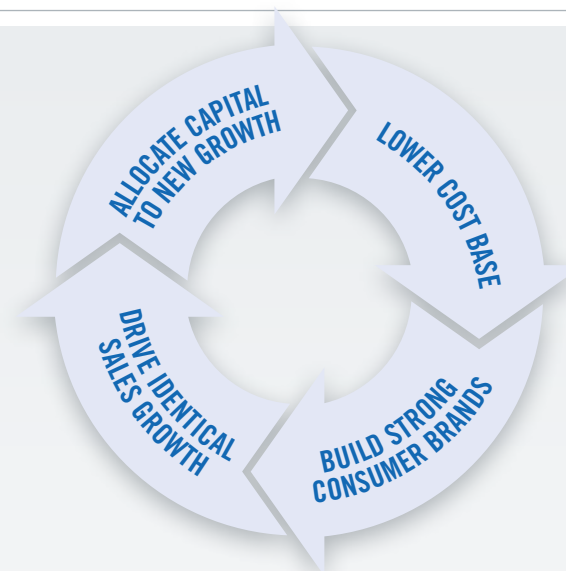 ALLOCATE CAPITAL
TO NEW GROWTH
LOWER COST BASE
BUILD STRONG
CONSUMER BRANDS
DRIVE IDENTICAL
SALES GROWTH